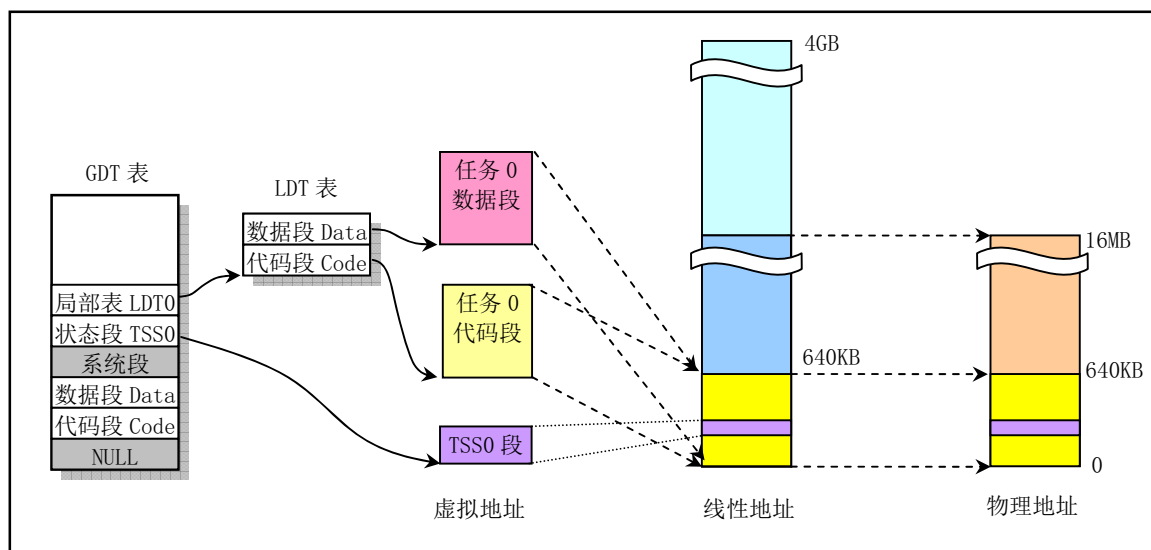 4GB
GDT 表
LDT 表
任务 0
数据段
数据段 Data
代码段 Code
16MB
局部表 LDT0
状态段 TSS0
系统段
数据段 Data
代码段 Code
NULL
任务 0
代码段
640KB
640KB
TSS0 段
0
虚拟地址
线性地址
物理地址